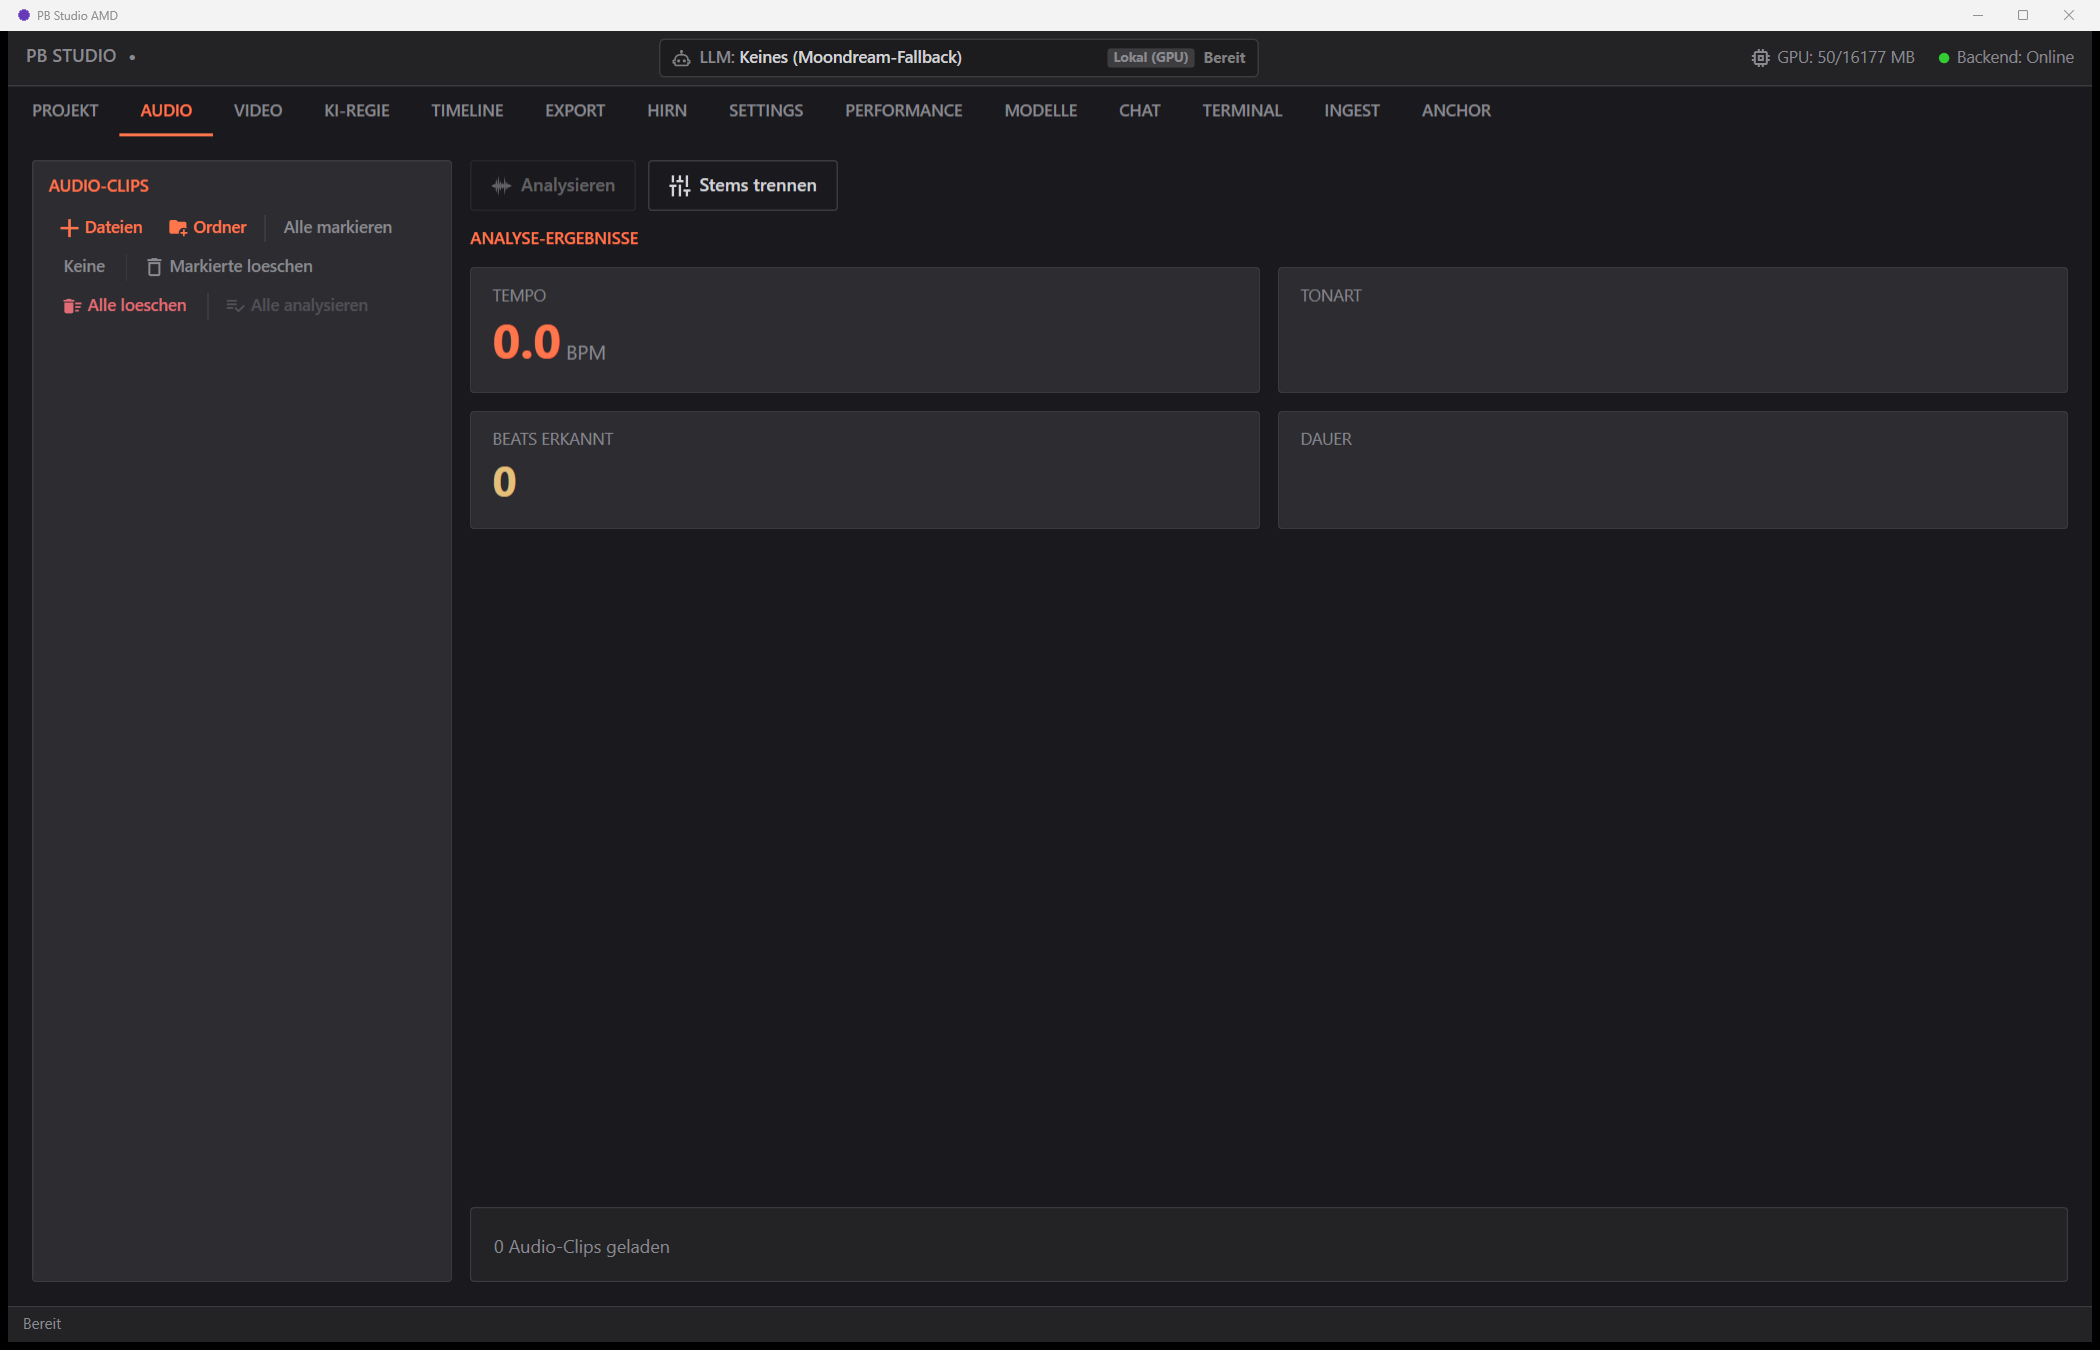 PB Studio AMD
PB STUDIO •
LLM: Keines (Moondream-Fallback) Lokal (GPU) Bereit
GPU: 50/16177 MB Backend: Online
PROJEKT AUDIO VIDEO KI-REGIE TIMELINE EXPORT HIRN SETTINGS PERFORMANCE MODELLE CHAT TERMINAL INGEST ANCHOR
AUDIO-CLIPS
Dateien Ordner Alle markieren
Keine Markierte loeschen
Alle loeschen Alle analysieren
Analysieren Stems trennen
ANALYSE-ERGEBNISSE
TEMPO
0.0 BPM
TONART
BEATS ERKANNT
0
DAUER
0 Audio-Clips geladen
Bereit